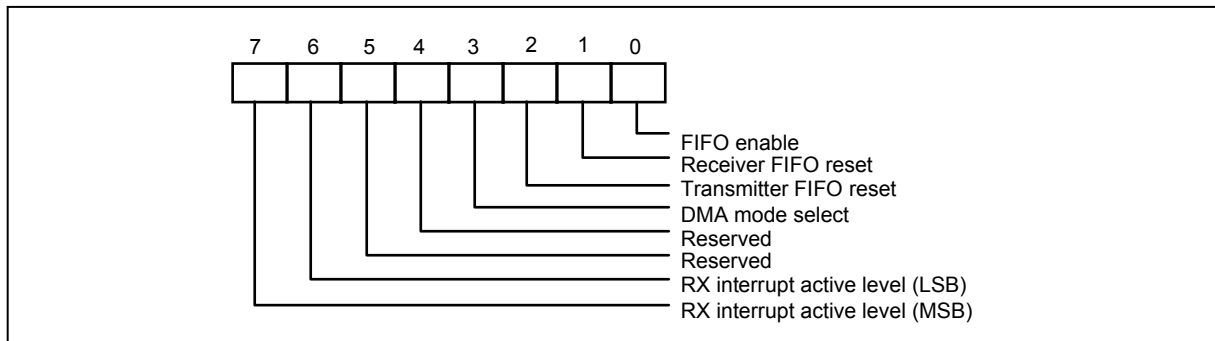 7 6 5 4 3 2 1 0
FIFO enable
Receiver FIFO reset
Transmitter FIFO reset
DMA mode select
Reserved
Reserved
RX interrupt active level (LSB)
RX interrupt active level (MSB)